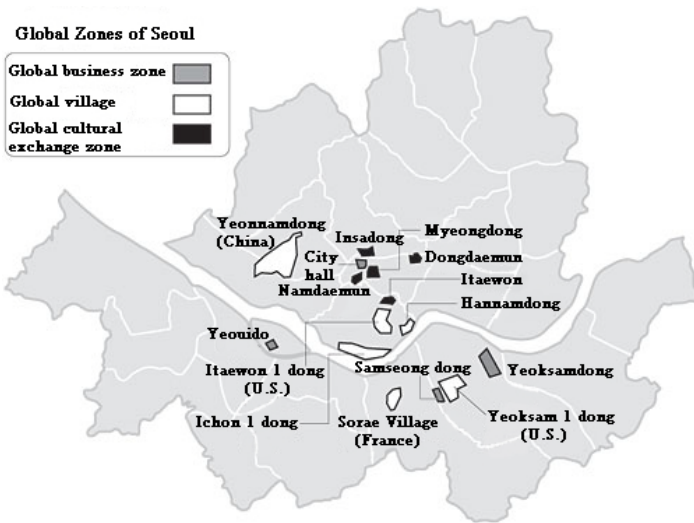 Global Zones of Seoul
Global business zone
Global village
Global cultural
exchange zone
Yeonnamdong
(China)
Insadong
Myeongdong
City
hall
Dongdaemun
Namdaemun
Itaewon
Hannamdong
Yeouido
Itaewon 1 dong
(U.S.)
Samseong dong
Yeoksamdong
Ichon 1 dong
Sorae Village
(France)
Yeoksam 1 dong
(U.S.)